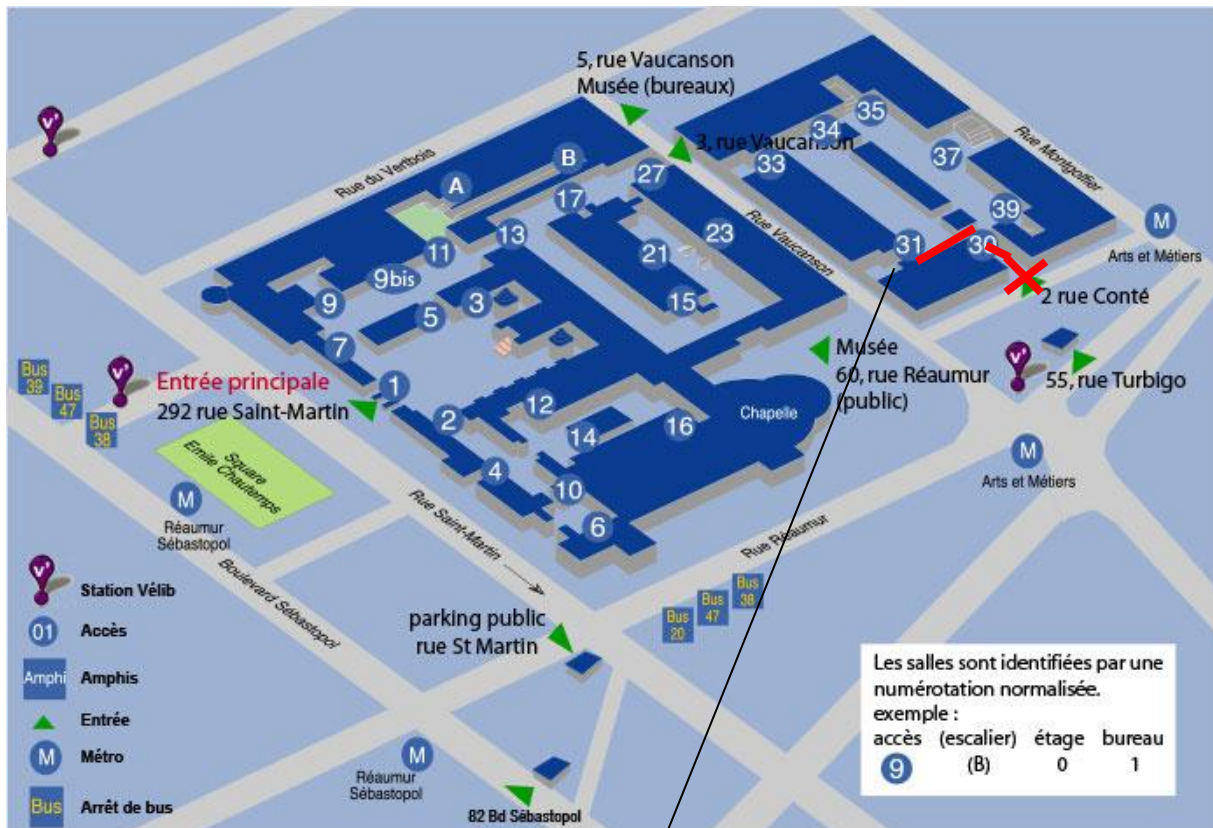 5, rue Vaucanson
Musée (bureaux)
3, rue Vaucanson
Rue du Vertbois
Rue Montgolfier
Rue Vaucanson
35
34
37
33
39
31
30
B
A
27
17
13
23
21
11
9bis
15
9
3
5
7
1
M
Arts et Métiers
2 rue Conté
Musée
60, rue Réaumur
(public)
55, rue Turbigo
Bus
39
Bus
47
Bus
38
Entrée principale
292 rue Saint-Martin
12
2
16
14
Chapelle
4
10
6
Square
Emile Chautemps
M
Réaumur
Sébastopol
M
Arts et Métiers
Rue Saint-Martin
Rue Réaumur
Boulevard Sébastopol
Bus
20
Bus
47
Bus
38
parking public
rue St Martin
Station Vélib
01
Accès
Amphi
Amphis
Entrée
M
Métro
Bus
Arrêt de bus
M
Réaumur
Sébastopol
82 Bd Sébastopol
Les salles sont identifiées par une
numérotation normalisée.
exemple :
accès (escalier) étage bureau
9 (B) 0 1